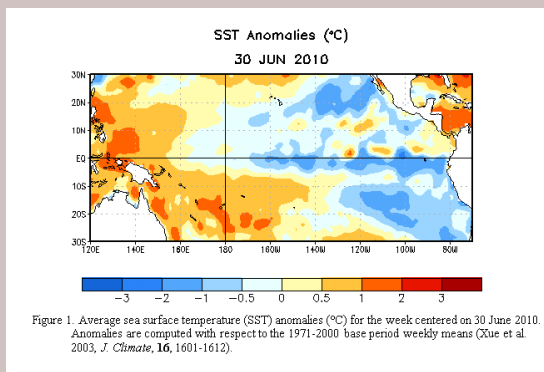 SST Anomalies (°C)
30 JUN 2010
30N
20N
10N
EQ
10S
20S
30S
120E 140E 160E 180 160W 140W 120W 100W 80W
-3 -2 -1 -0.5 0 0.5 1 2 3
Figure 1. Average sea surface temperature (SST) anomalies (°C) for the week centered on 30 June 2010.
Anomalies are computed with respect to the 1971-2000 base period weekly means (Xue et al.
2003, J. Climate, 16, 1601-1612).